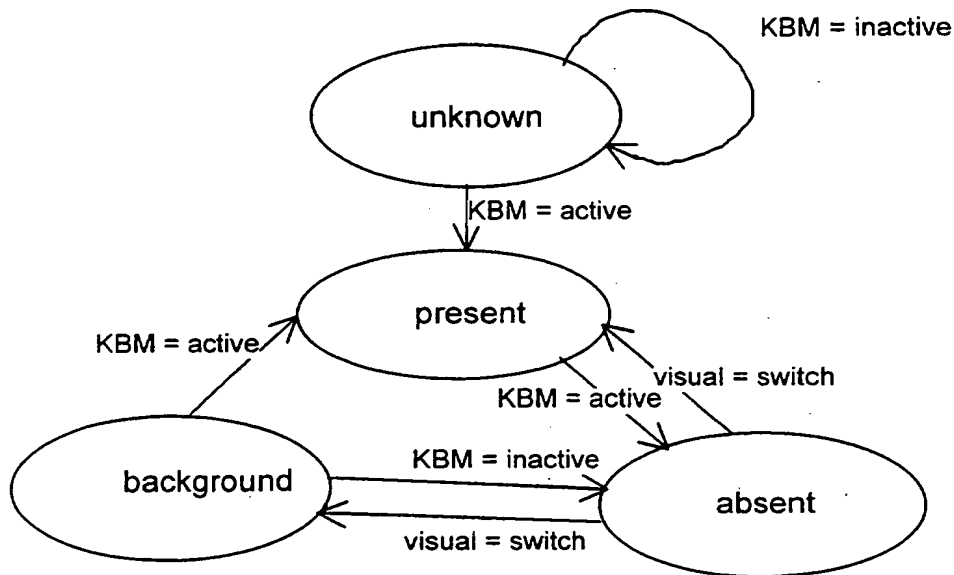 KBM = inactive
unknown
KBM = active
present
KBM = active
visual = switch
KBM = active
KBM = inactive
background
absent
visual = switch